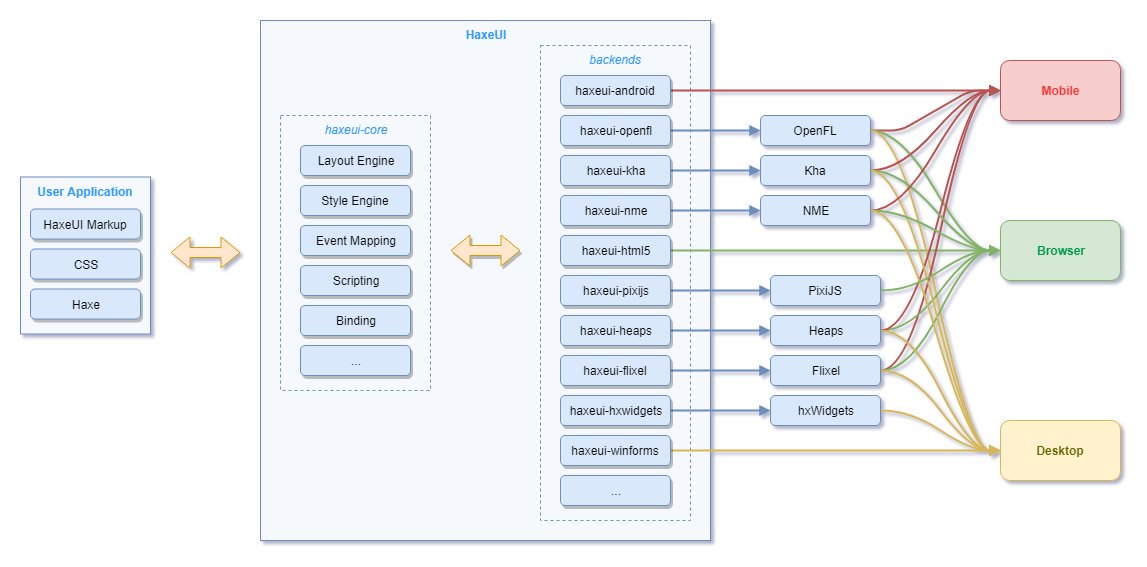 User Application
HaxeUI Markup
CSS
Haxe
HaxeUI
haxeui-core
Layout Engine
Style Engine
Event Mapping
Scripting
Binding
...
backends
haxeui-android
haxeui-openfl
haxeui-kha
haxeui-nme
haxeui-html5
haxeui-pixijs
haxeui-heaps
haxeui-flixel
haxeui-hxwidgets
haxeui-winforms
...
OpenFL
Kha
NME
PixiJS
Heaps
Flixel
hxWidgets
Mobile
Browser
Desktop